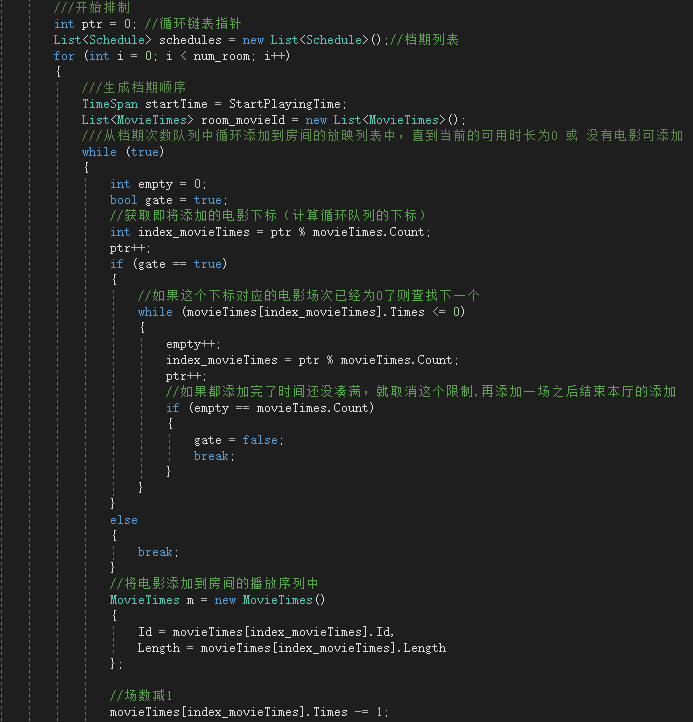 ///开始排制
int ptr = 0; //循环链表指针
List<Schedule> schedules = new List<Schedule>();//档期列表
for (int i = 0; i < num_room; i++)
{
///生成档期顺序
TimeSpan startTime = StartPlayingTime;
List<MovieTimes> room_movieId = new List<MovieTimes>();
///从档期次数队列中循环添加到房间的放映列表中，直到当前的可用时长为0 或 没有电影可添加
while (true)
{
int empty = 0;
bool gate = true;
//获取即将添加的电影下标（计算循环队列的下标）
int index_movieTimes = ptr % movieTimes.Count;
ptr++;
if (gate == true)
{
//如果这个下标对应的电影场次已经为0了则查找下一个
while (movieTimes[index_movieTimes].Times <= 0)
{
empty++;
index_movieTimes = ptr % movieTimes.Count;
ptr++;
//如果都添加完了时间还没凑满，就取消这个限制,再添加一场之后结束本厅的添加
if (empty == movieTimes.Count)
{
gate = false;
break;
}
}
}
else
{
break;
}
//将电影添加到房间的播放序列中
MovieTimes m = new MovieTimes()
{
Id = movieTimes[index_movieTimes].Id,
Length = movieTimes[index_movieTimes].Length
};
//场数减1
movieTimes[index_movieTimes].Times -= 1;